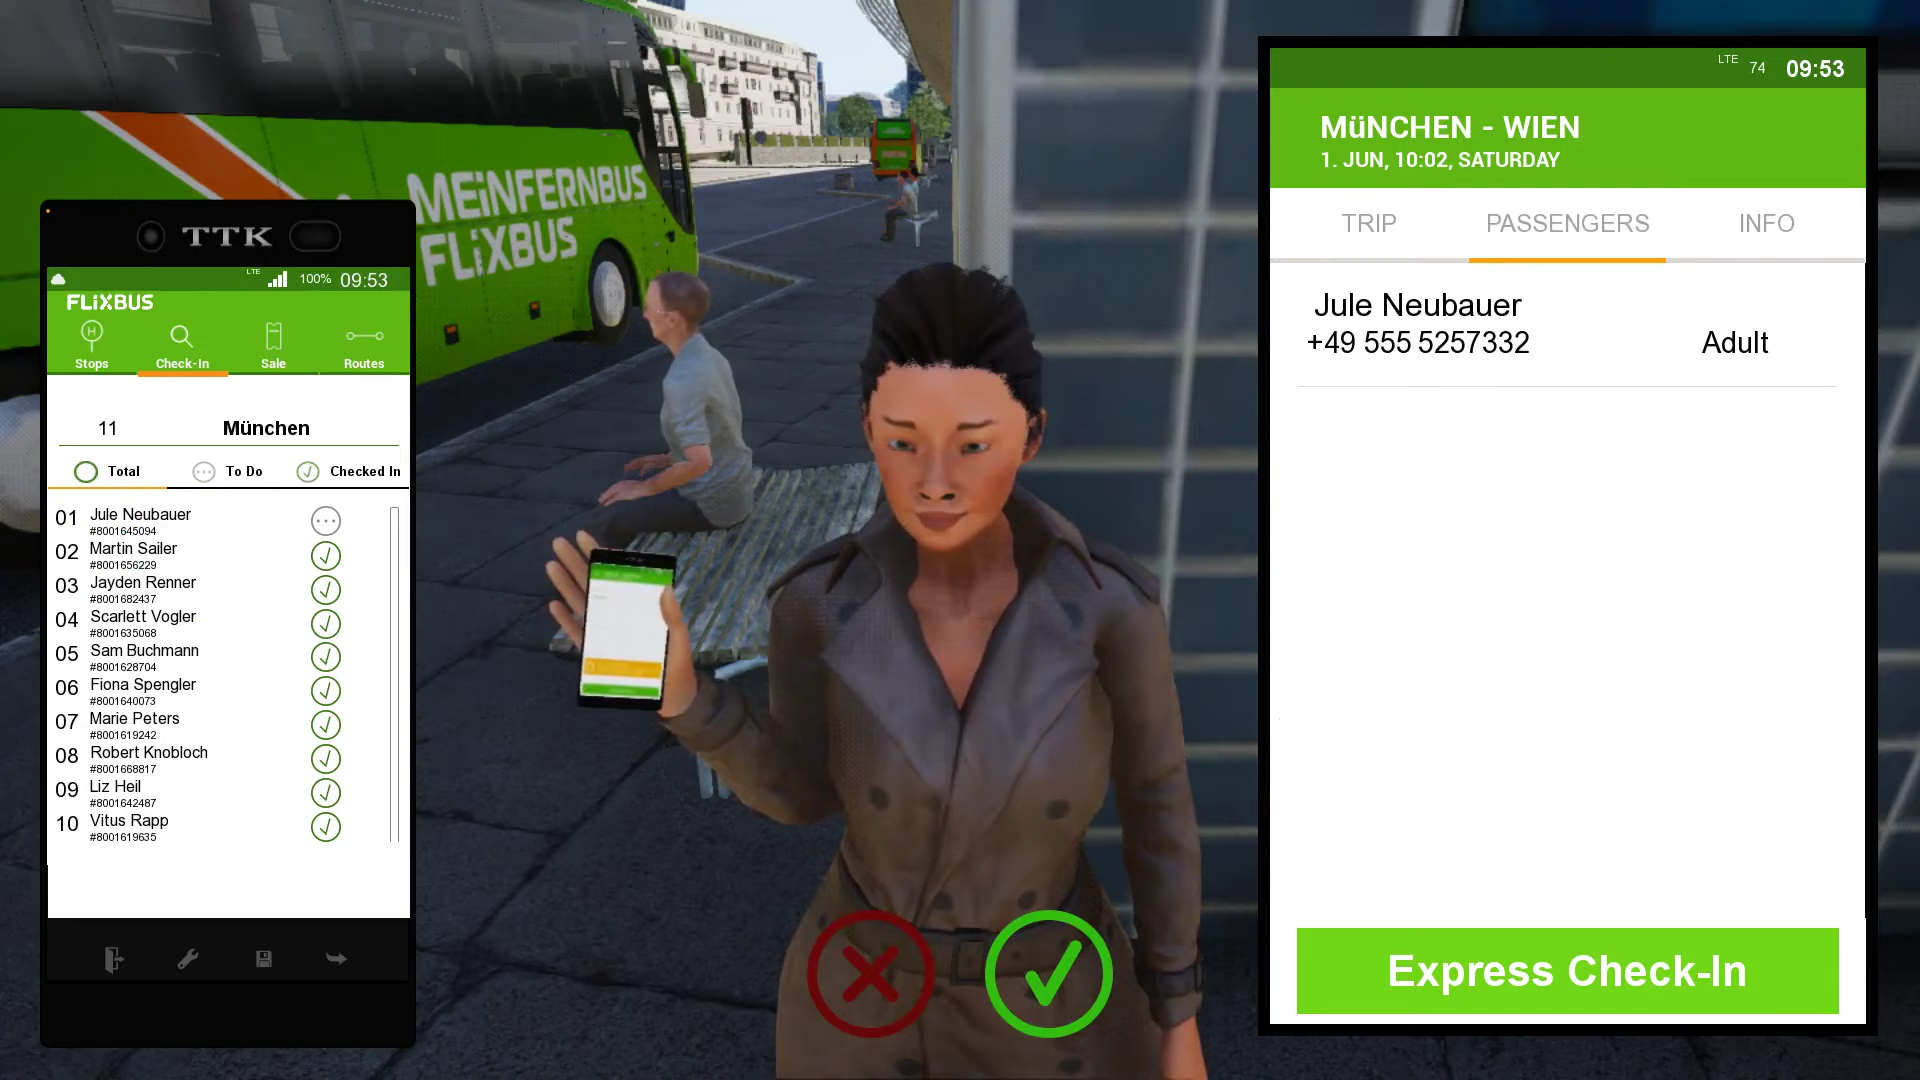 MEiNFERNBUS
FLiXBUS
TTK
LTE 100% 09:53
FLiXBUS
H
Stops Check-In Sale Routes
11 München
Total To Do Checked In
01 Jule Neubauer
#8001645094
02 Martin Sailer
#8001656229
03 Jayden Renner
#8001682437
04 Scarlett Vogler
#8001635068
05 Sam Buchmann
#8001628704
06 Fiona Spengler
#8001640073
07 Marie Peters
#8001619242
08 Robert Knobloch
#8001668817
09 Liz Heil
#8001642487
10 Vitus Rapp
#8001619635
LTE 74 09:53
MüNCHEN - WIEN
1. JUN, 10:02, SATURDAY
TRIP PASSENGERS INFO
Jule Neubauer
+49 555 5257332 Adult
Express Check-In